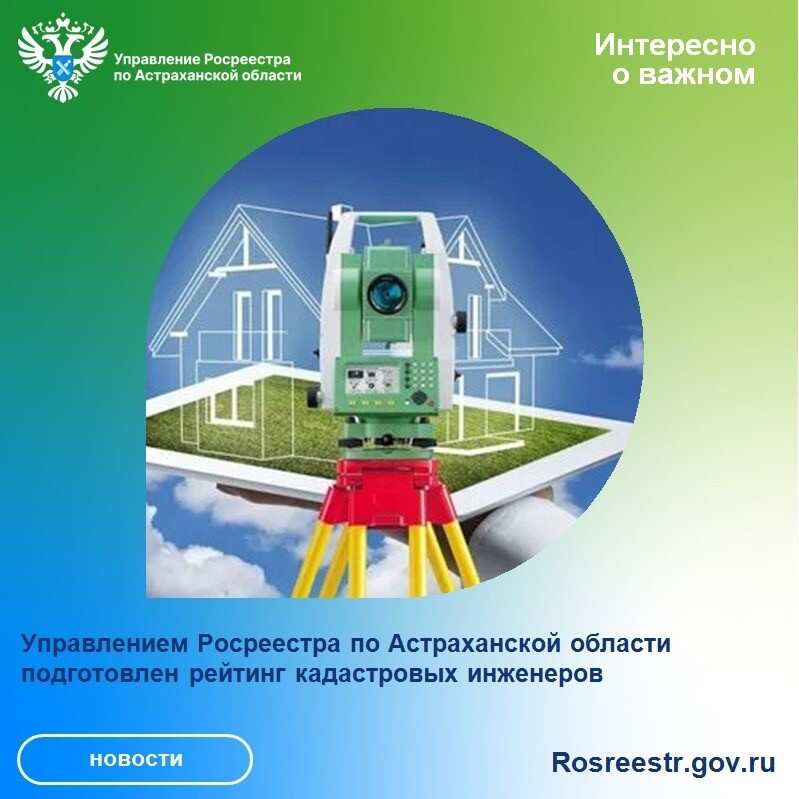 Управление Росреестра
по Астраханской области
Интересно
о важном
Управлением Росреестра по Астраханской области
подготовлен рейтинг кадастровых инженеров
новости
Rosreestr.gov.ru